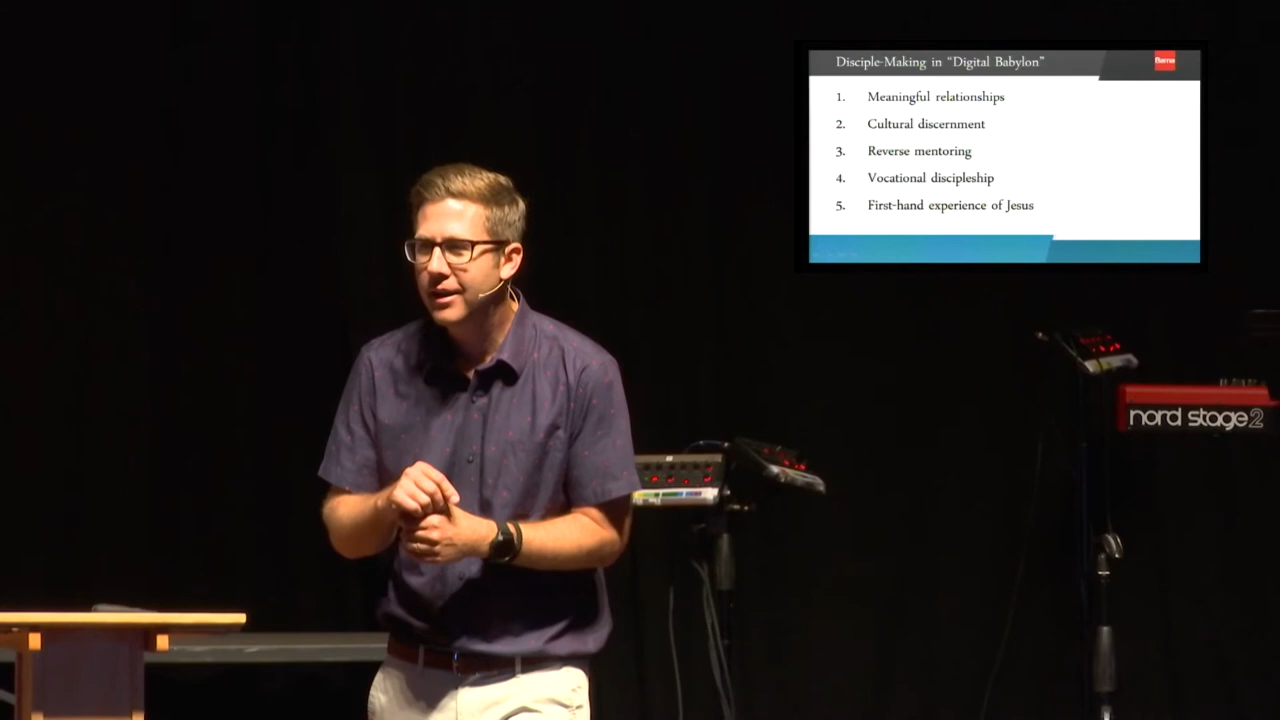 Disciple-Making in “Digital Babylon”
Barna
1. Meaningful relationships
2. Cultural discernment
3. Reverse mentoring
4. Vocational discipleship
5. First-hand experience of Jesus
nord stage 2